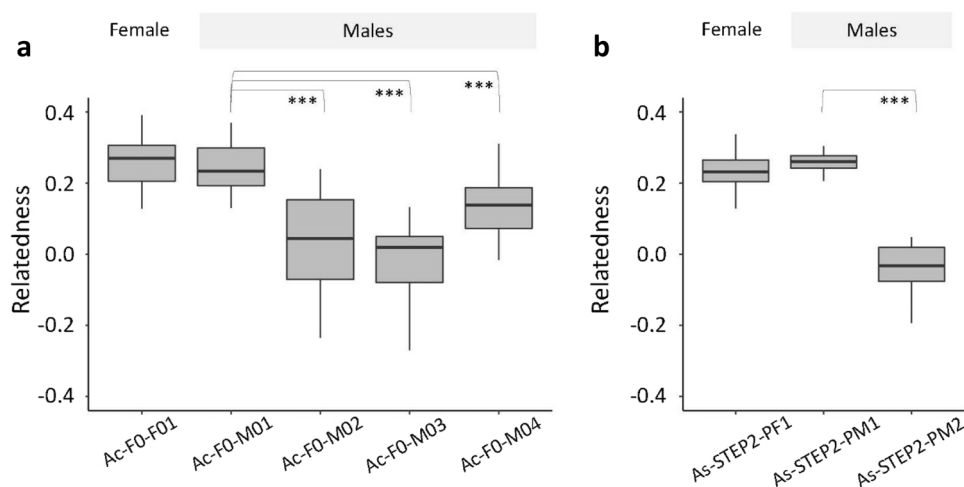 a
Female
Males
***
***
***
Relatedness
0.4
0.2
0.0
-0.2
-0.4
Ac-F0-F01
Ac-F0-M01
Ac-F0-M02
Ac-F0-M03
Ac-F0-M04
b
Female
Males
***
Relatedness
0.4
0.2
0.0
-0.2
-0.4
As-STEP2-PF1
As-STEP2-PM1
As-STEP2-PM2